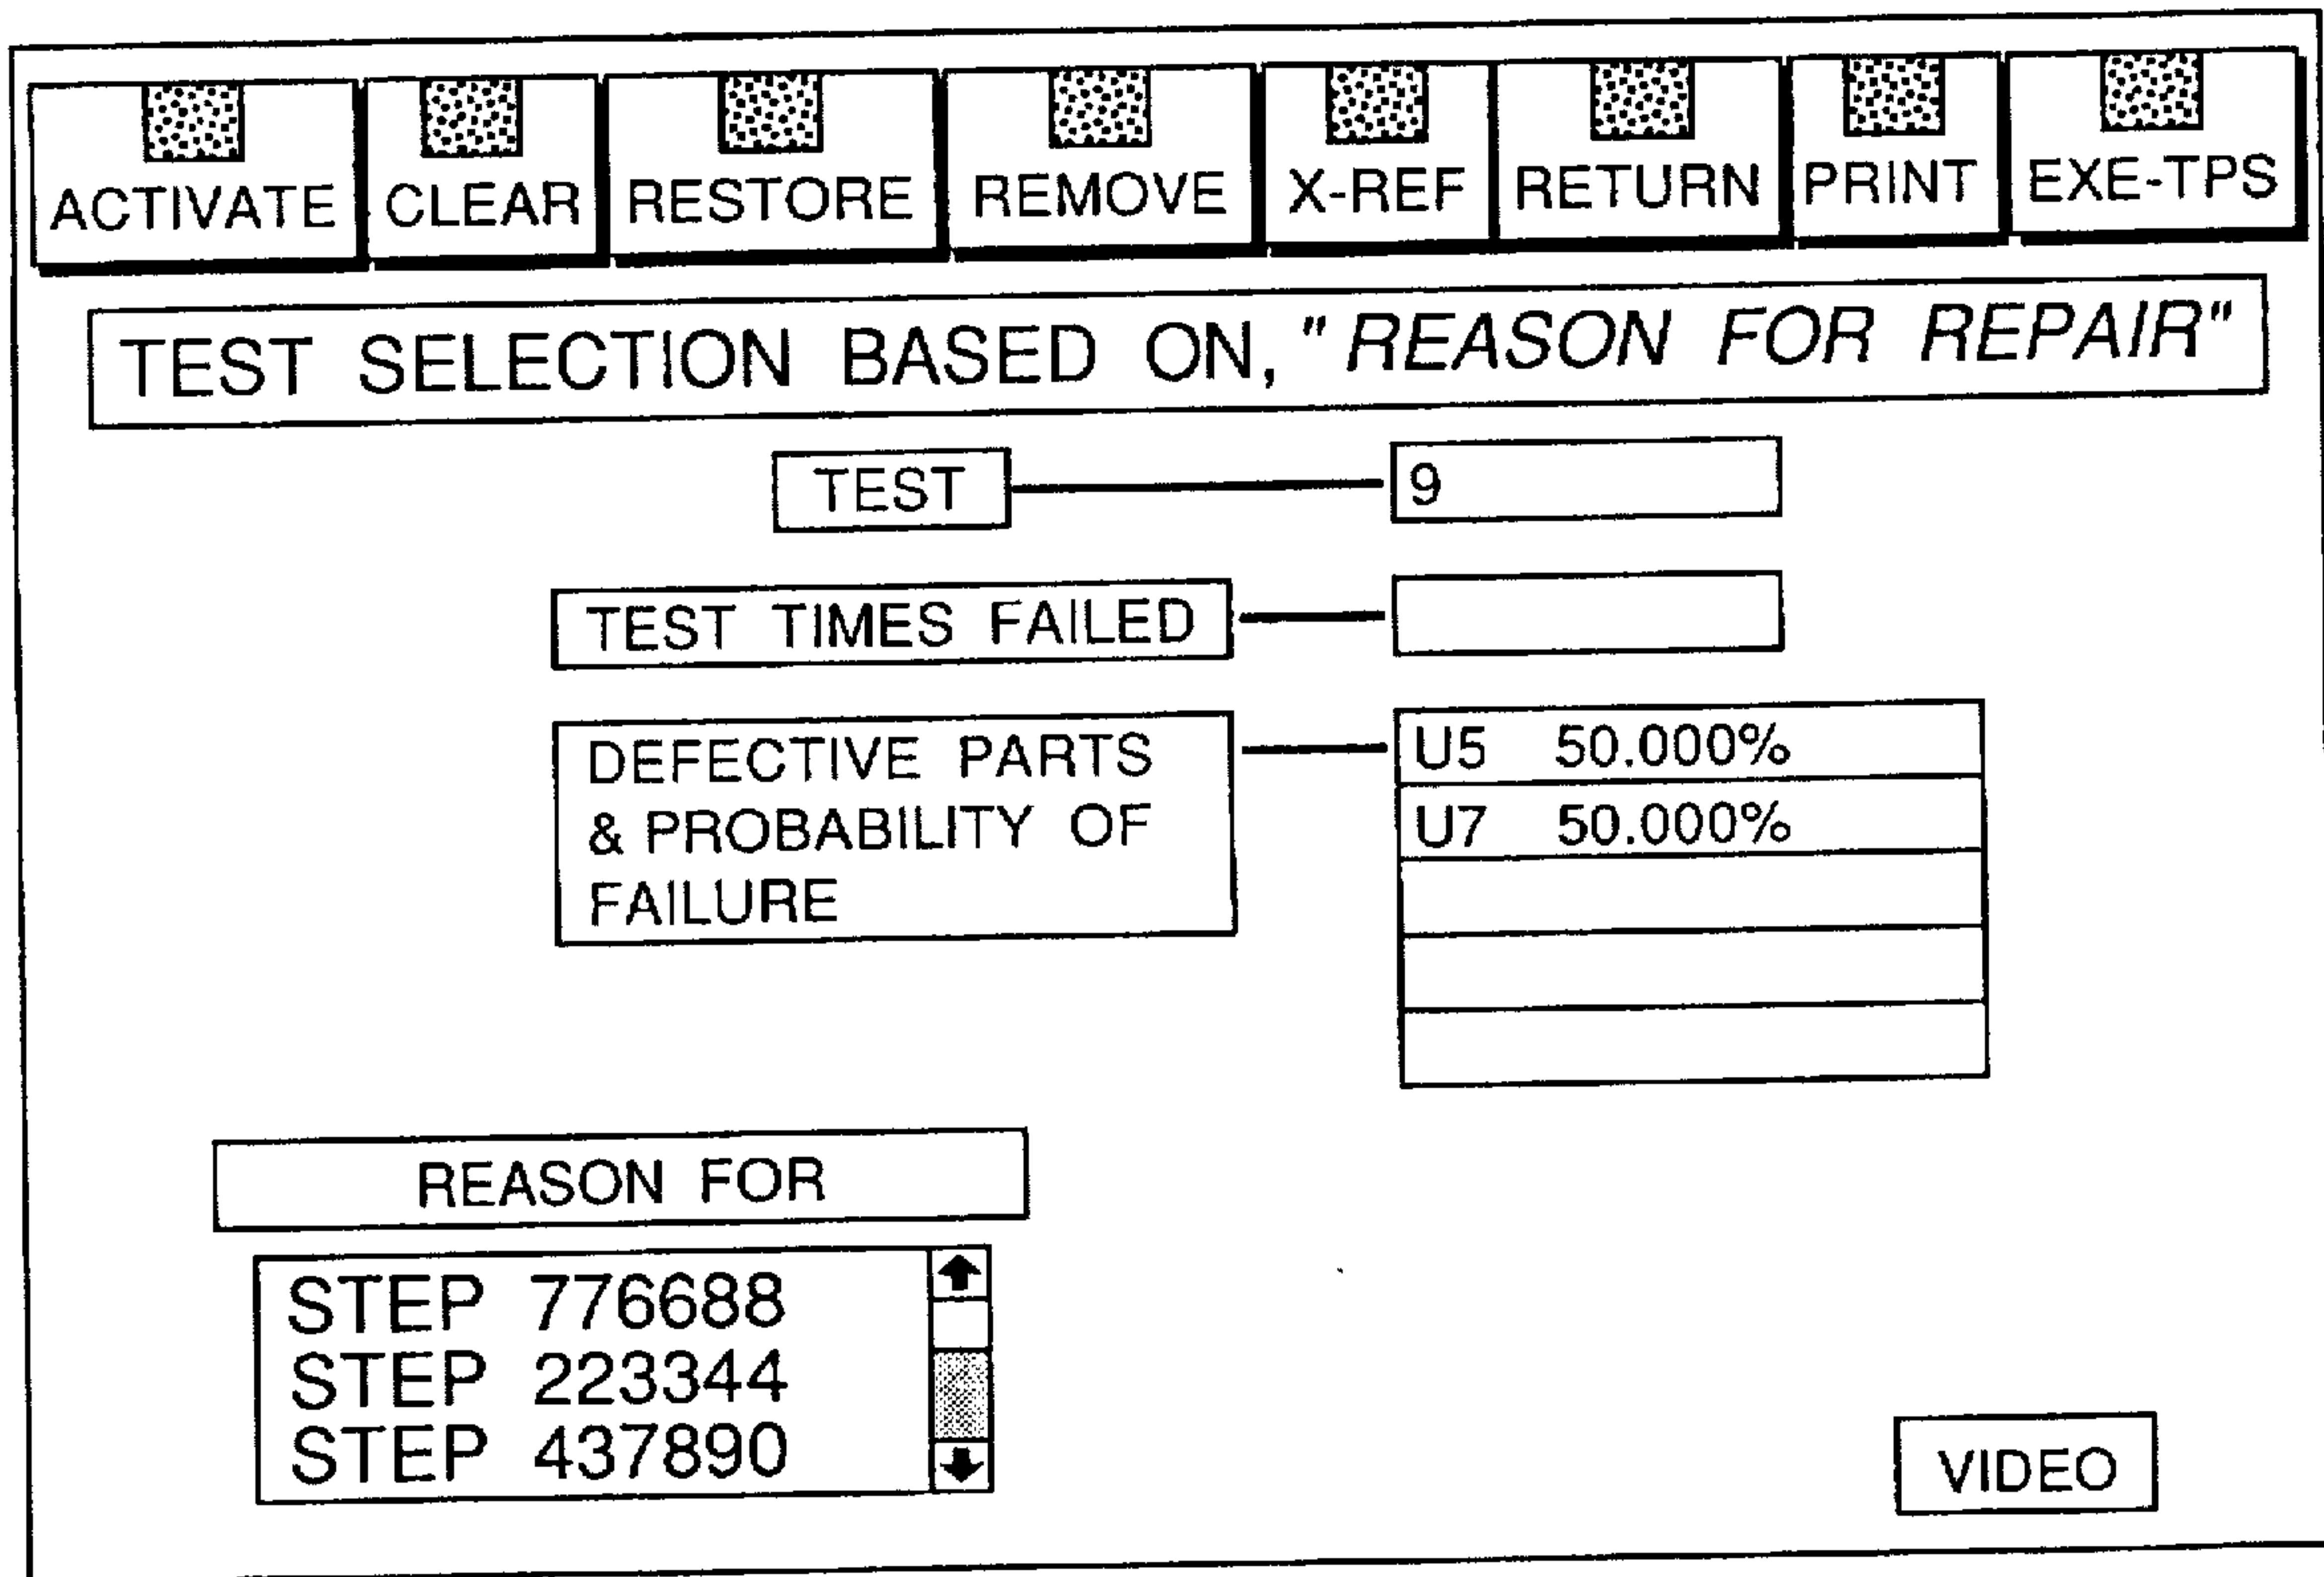 ACTIVATE CLEAR RESTORE REMOVE X-REF RETURN PRINT EXE-TPS
TEST SELECTION BASED ON, "REASON FOR REPAIR"
TEST 9
TEST TIMES FAILED
DEFECTIVE PARTS
& PROBABILITY OF
FAILURE
U5 50.000%
U7 50.000%
REASON FOR
STEP 776688
STEP 223344
STEP 437890
VIDEO